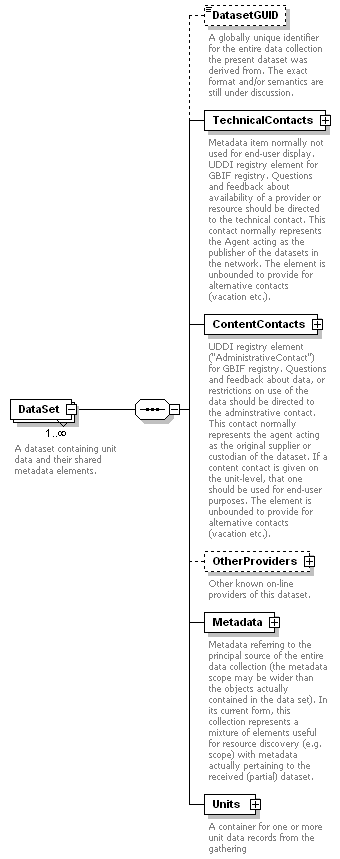 DatasetGUID
A globally unique identifier
for the entire data collection
the present dataset was
derived from. The exact
format and/or semantics are
still under discussion.
TechnicalContacts
Metadata item normally not
used for end-user display.
UDDI registry element for
GBIF registry. Questions
and feedback about
availability of a provider or
resource should be directed
to the technical contact. This
contact normally represents
the Agent acting as the
publisher of the datasets in
the network. The element is
unbounded to provide for
alternative contacts
(vacation etc.).
ContentContacts
UDDI registry element
("AdministrativeContact")
for GBIF registry. Questions
and feedback about data, or
restrictions on use of the
data should be directed to
the adminstrative contact.
This contact normally
represents the agent acting
as the original supplier or
custodian of the dataset. If a
content contact is given on
the unit-level, that one
should be used for end-user
purposes. The element is
unbounded to provide for
alternative contacts
(vacation etc.).
DataSet
1..∞
A dataset containing unit
data and their shared
metadata elements.
OtherProviders
Other known on-line
providers of this dataset.
Metadata
Metadata referring to the
principal source of the entire
data collection (the metadata
scope may be wider than
the objects actually
contained in the data set). In
its current form, this
collection represents a
mixture of elements useful
for resource discovery (e.g.
scope) with metadata
actually pertaining to the
received (partial) dataset.
Units
A container for one or more
unit data records from the
gathering